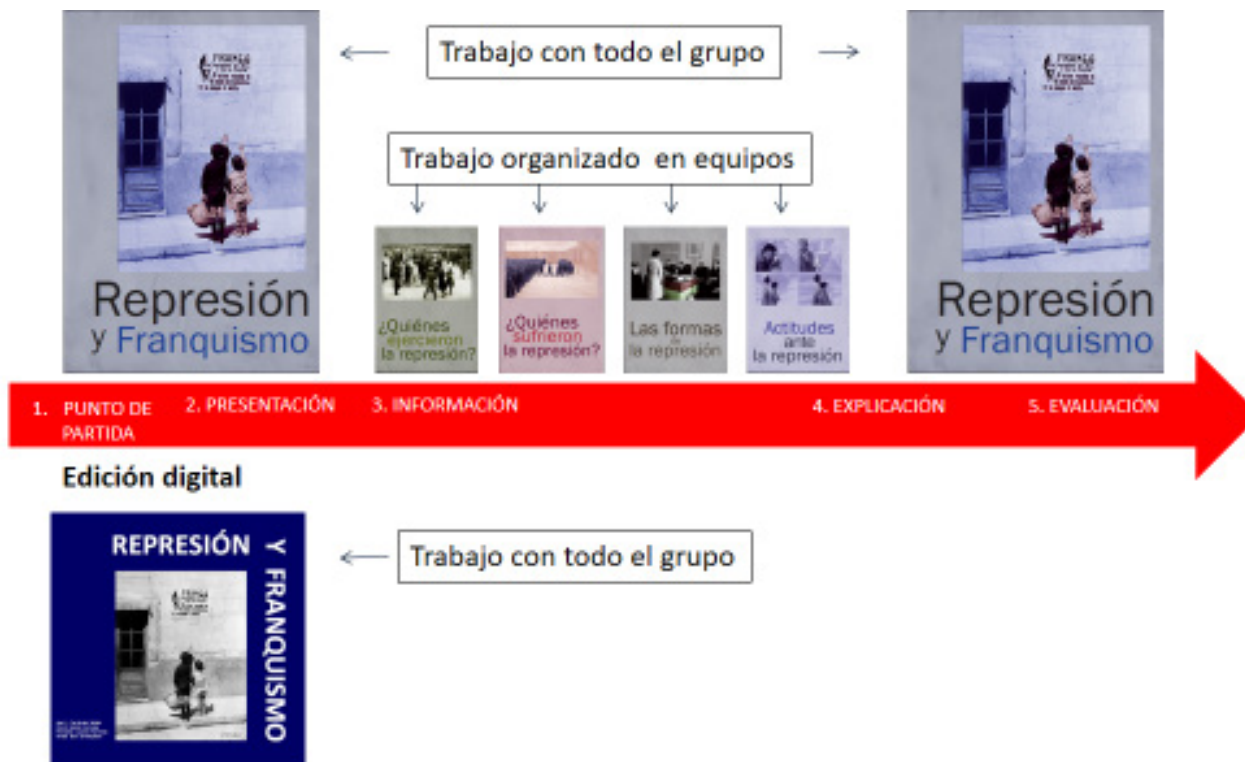 Trabajo con todo el grupo
Trabajo organizado en equipos
Represión
y Franquismo
¿Quiénes
ejercieron
la represión?
¿Quiénes
sufrieron
la represión?
Las formas
de
la represión
Actitudes
ante
la represión
Represión
y Franquismo
1. PUNTO DE
PARTIDA
2. PRESENTACIÓN
3. INFORMACIÓN
4. EXPLICACIÓN
5. EVALUACIÓN
Edición digital
REPRESIÓN
Y FRANQUISMO
Trabajo con todo el grupo